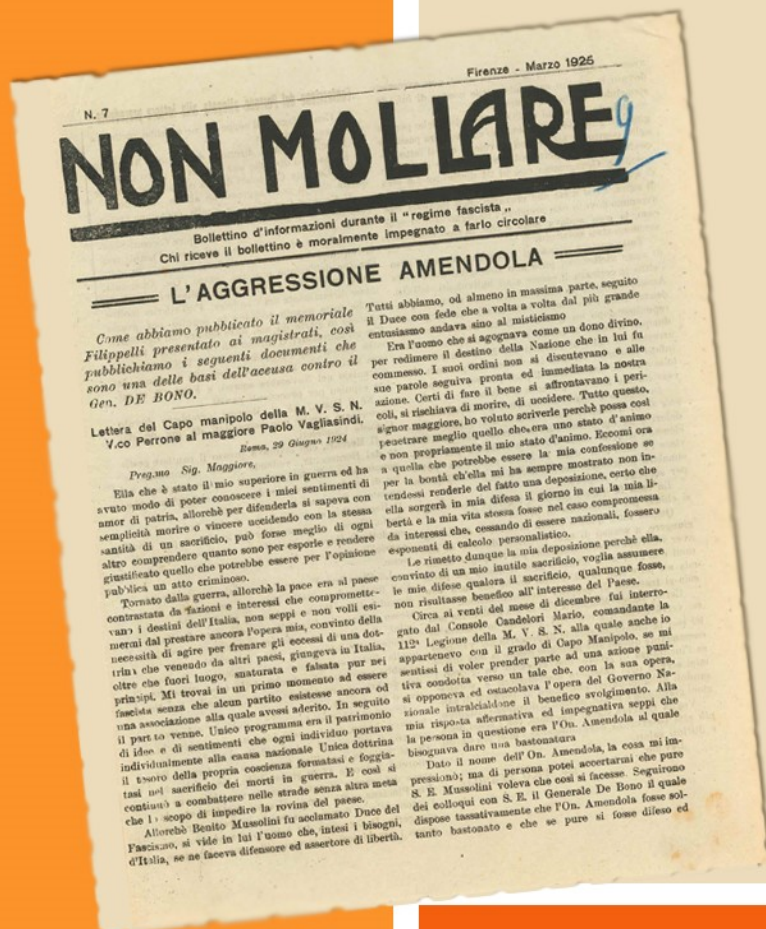 N. 7
Firenze - Marzo 1925
NON MOLLARE
9
Bollettino d'informazioni durante il "regime fascista„
Chi riceve il bollettino è moralmente impegnato a farlo circolare
L'AGGRESSIONE AMENDOLA
Come abbiamo pubblicato il memoriale
Filippelli presentato ai magistrati, così
pubblichiamo i seguenti documenti che
sono una delle basi dell'accusa contro il
Gen. DE BONO.
Lettera del Capo manipolo della M. V. S. N.
V.co Perrone al maggiore Paolo Vagliasindi.
Roma, 29 Giugno 1924
Preg.mo Sig. Maggiore,
Ella che è stato il mio superiore in guerra ed ha
avuto modo di poter conoscere i miei sentimenti di
amor di patria, allorchè per difenderla si sapeva con
semplicità morire o vincere uccidendo con la stessa
santità di un sacrificio, può forse meglio di ogni
altro comprendere quanto sono per esporle e rendere
giustificato quello che potrebbe essere per l'opinione
pubblica un atto criminoso.
Tornato dalla guerra, allorchè la pace era al paese
contrastata da fazioni e interessi che compromette-
vano i destini dell'Italia, non seppi e non volli esi-
mermi dal prestare ancora l'opera mia, convinto della
necessità di agire per frenare gli eccessi di una dot-
trina che venendo da altri paesi, giungeva in Italia,
oltre che fuori luogo, snaturata e falsata pur nei
principi. Mi trovai in un primo momento ad essere
fascista senza che alcun partito esistesse ancora od
una associazione alla quale avessi aderito. In seguito
il partito venne. Unico programma era il patrimonio
di idee e di sentimenti che ogni individuo portava
individualmente alla causa nazionale Unica dottrina
il tesoro della propria coscienza formatasi e foggia-
tasi nel sacrificio dei morti in guerra. E così si
continuò a combattere nelle strade senza altra meta
che lo scopo di impedire la rovina del paese.
Allorchè Benito Mussolini fu acclamato Duce del
Fascismo, si vide in lui l'uomo che, intesi i bisogni,
d'Italia, se ne faceva difensore ed assertore di libertà.
Tutti abbiamo, od almeno in massima parte, seguito
il Duce con fede che a volta a volta dal più grande
entusiasmo andava sino al misticismo
Era l'uomo che si agognava come un dono divino,
per redimere il destino della Nazione che in lui fu
commesso. I suoi ordini non si discutevano e alle
sue parole seguiva pronta ed immediata la nostra
azione. Certi di fare il bene si affrontavano i peri-
coli, si rischiava di morire, di uccidere. Tutto questo,
signor maggiore, ho voluto scriverle perchè possa così
penetrare meglio quello che era uno stato d'animo
e non propriamente il mio stato d'animo. Eccomi ora
a quella che potrebbe essere la mia confessione se
per la bontà ch'ella mi ha sempre mostrato non in-
tendessi renderle del fatto una deposizione, certo che
ella sorgerà in mia difesa il giorno in cui la mia li-
bertà e la mia vita stessa fosse nel caso compromessa
da interessi che, cessando di essere nazionali, fossero
esponenti di calcolo personalistico.
Le rimetto dunque la mia deposizione perchè ella,
convinto di un mio inutile sacrificio, voglia assumere
le mie difese qualora il sacrificio, qualunque fosse,
non risultasse benefico all'interesse del Paese.
Circa ai venti del mese di dicembre fui interro-
gato dal Console Candelori Mario, comandante la
112ª Legione della M. V. S. N. alla quale anche io
appartenevo con il grado di Capo Manipolo, se mi
sentissi di voler prender parte ad una azione puni-
tiva condotta verso un tale che, con la sua opera,
si opponeva ed ostacolava l'opera del Governo Na-
zionale intralciandone il benefico svolgimento. Alla
mia risposta affermativa ed impegnativa seppi che
la persona in questione era l'On. Amendola al quale
bisognava dare una bastonatura
Dato il nome dell'On. Amendola, la cosa mi im-
pressionò; ma di persona potei accertarmi che pure
S. E. Mussolini voleva che così si facesse. Seguirono
dei colloqui con S. E. il Generale De Bono il quale
dispose tassativamente che l'On. Amendola fosse sol-
tanto bastonato e che se pure si fosse difeso ed